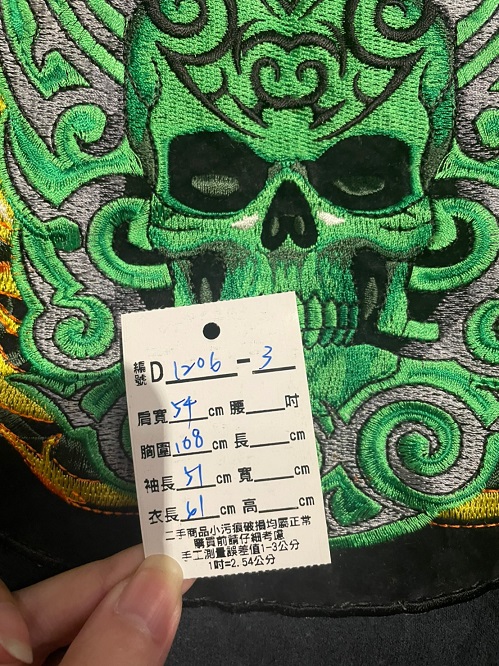 編號 D 1206-3
肩寬 54 cm 腰 吋
胸圍 108 cm 長 cm
袖長 57 cm 寬 cm
衣長 61 cm 高 cm
二手商品小污痕破損均屬正常
購買前請仔細考慮
手工測量誤差值1-3公分
1吋=2.54公分